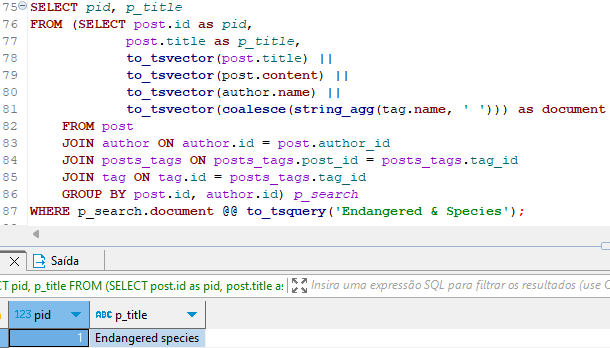 75 SELECT pid, p_title
76 FROM (SELECT post.id as pid,
77 post.title as p_title,
78 to_tsvector(post.title) ||
79 to_tsvector(post.content) ||
80 to_tsvector(author.name) ||
81 to_tsvector(coalesce(string_agg(tag.name, ' '))) as document
82 FROM post
83 JOIN author ON author.id = post.author_id
84 JOIN posts_tags ON posts_tags.post_id = posts_tags.tag_id
85 JOIN tag ON tag.id = posts_tags.tag_id
86 GROUP BY post.id, author.id) p_search
87 WHERE p_search.document @@ to_tsquery('Endangered & Species');
Saída
CT pid, p_title FROM (SELECT post.id as pid, post.title as Insira uma expressão SQL para filtrar os resultados (use C
123 pid ABC p_title
1 Endangered species